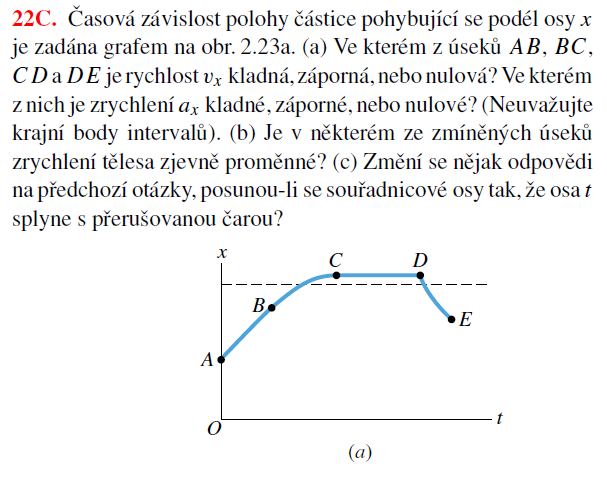 22C. Časová závislost polohy částice pohybující se podél osy x
je zadána grafem na obr. 2.23a. (a) Ve kterém z úseků AB, BC,
CD a DE je rychlost vₓ kladná, záporná, nebo nulová? Ve kterém
z nich je zrychlení aₓ kladné, záporné, nebo nulové? (Neuvažujte
krajní body intervalů). (b) Je v některém ze zmíněných úseků
zrychlení tělesa zjevně proměnné? (c) Změní se nějak odpovědi
na předchozí otázky, posunou-li se souřadnicové osy tak, že osa t
splyne s přerušovanou čarou?
x
C
D
B
E
A
O
t
(a)